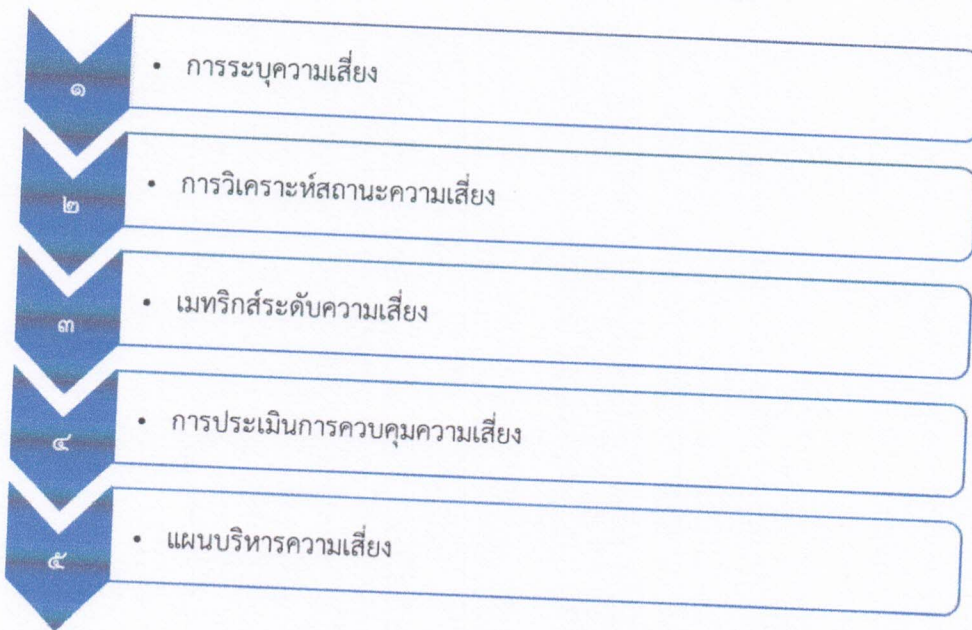 ๑
• การระบุความเสี่ยง
๒
• การวิเคราะห์สถานะความเสี่ยง
๓
• เมทริกส์ระดับความเสี่ยง
๔
• การประเมินการควบคุมความเสี่ยง
๕
• แผนบริหารความเสี่ยง